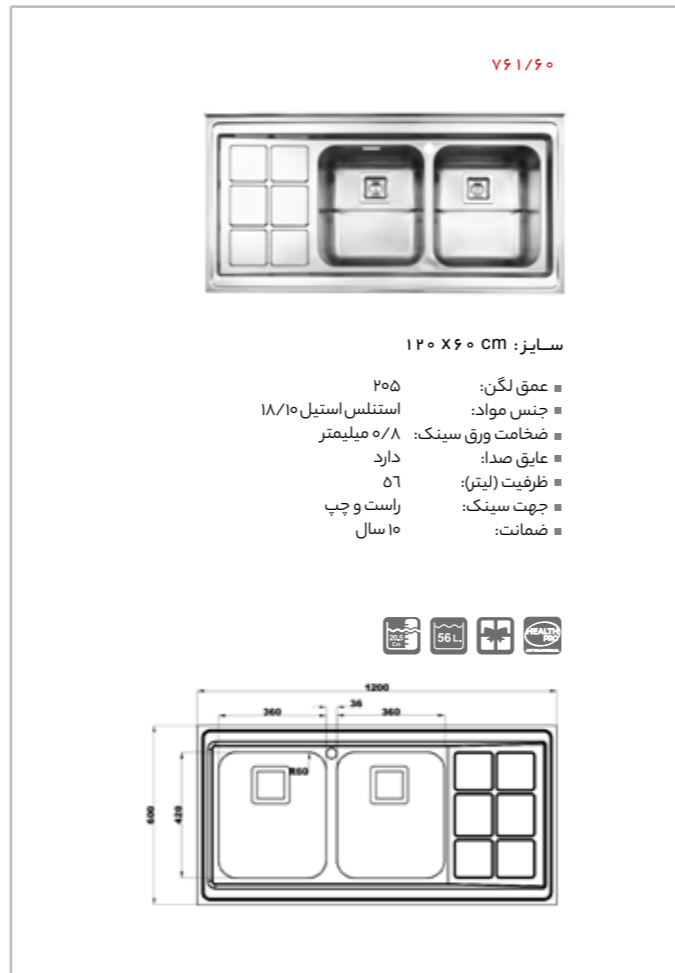 ۷۶۱/۶۰
سـایـز: ۱۲۰ x ۶۰ cm
عمق لگن: ۲۰۵
جنس مواد: استنلس استیل ۱۸/۱۰
ضخامت ورق سینک: ۰/۸ میلیمتر
عایق صدا: دارد
ظرفیت (لیتر): ٥٦
جهت سینک: راست و چپ
ضمانت: ۱۰ سال
20,5 Cm
56 L.
HEALTH PRO
1200
360 36 360
R60
600
420